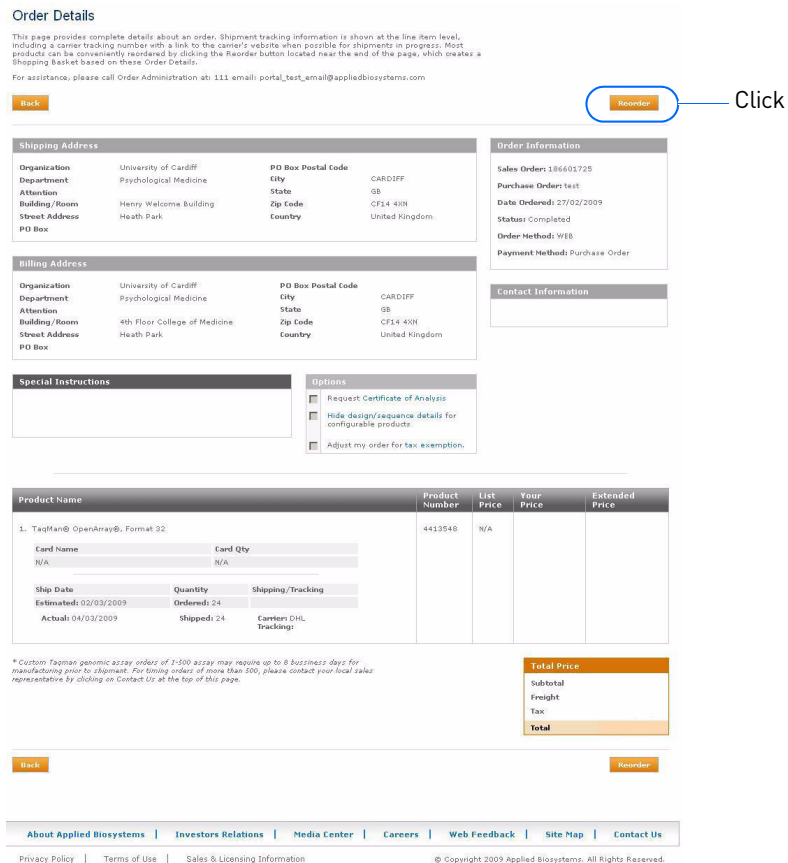 Order Details
This page provides complete details about an order. Shipment tracking information is shown at the line item level,
including a carrier tracking number with a link to the carrier's website when possible for shipments in progress. Most
products can be conveniently reordered by clicking the Reorder button located near the end of the page, which creates a
Shopping Basket based on these Order Details.
For assistance, please call Order Administration at: 111 email: portal_test_email@appliedbiosystems.com
Back
Reorder
Click
Shipping Address
Organization University of Cardiff PO Box Postal Code
Department Psychological Medicine City CARDIFF
Attention State GB
Building/Room Henry Welcome Building Zip Code CF14 4XN
Street Address Heath Park Country United Kingdom
PO Box
Order Information
Sales Order: 186601725
Purchase Order: test
Date Ordered: 27/02/2009
Status: Completed
Order Method: WEB
Payment Method: Purchase Order
Billing Address
Organization University of Cardiff PO Box Postal Code
Department Psychological Medicine City CARDIFF
Attention State GB
Building/Room 4th Floor College of Medicine Zip Code CF14 4XN
Street Address Heath Park Country United Kingdom
PO Box
Contact Information
Special Instructions
Options
Request Certificate of Analysis
Hide design/sequence details for
configurable products
Adjust my order for tax exemption.
Product Name Product Number List Price Your Price Extended Price
1. TaqMan® OpenArray®, Format 32 4413548 N/A
Card Name Card Qty
N/A N/A
Ship Date Quantity Shipping/Tracking
Estimated: 02/03/2009 Ordered: 24
Actual: 04/03/2009 Shipped: 24 Carrier: DHL
Tracking:
* Custom Taqman genomic assay orders of 1-500 assay may require up to 8 bussiness days for
manufacturing prior to shipment. For timing orders of more than 500, please contact your local sales
representative by clicking on Contact Us at the top of this page.
Total Price
Subtotal
Freight
Tax
Total
Back
Reorder
About Applied Biosystems | Investors Relations | Media Center | Careers | Web Feedback | Site Map | Contact Us
Privacy Policy | Terms of Use | Sales & Licensing Information © Copyright 2009 Applied Biosystems. All Rights Reserved.